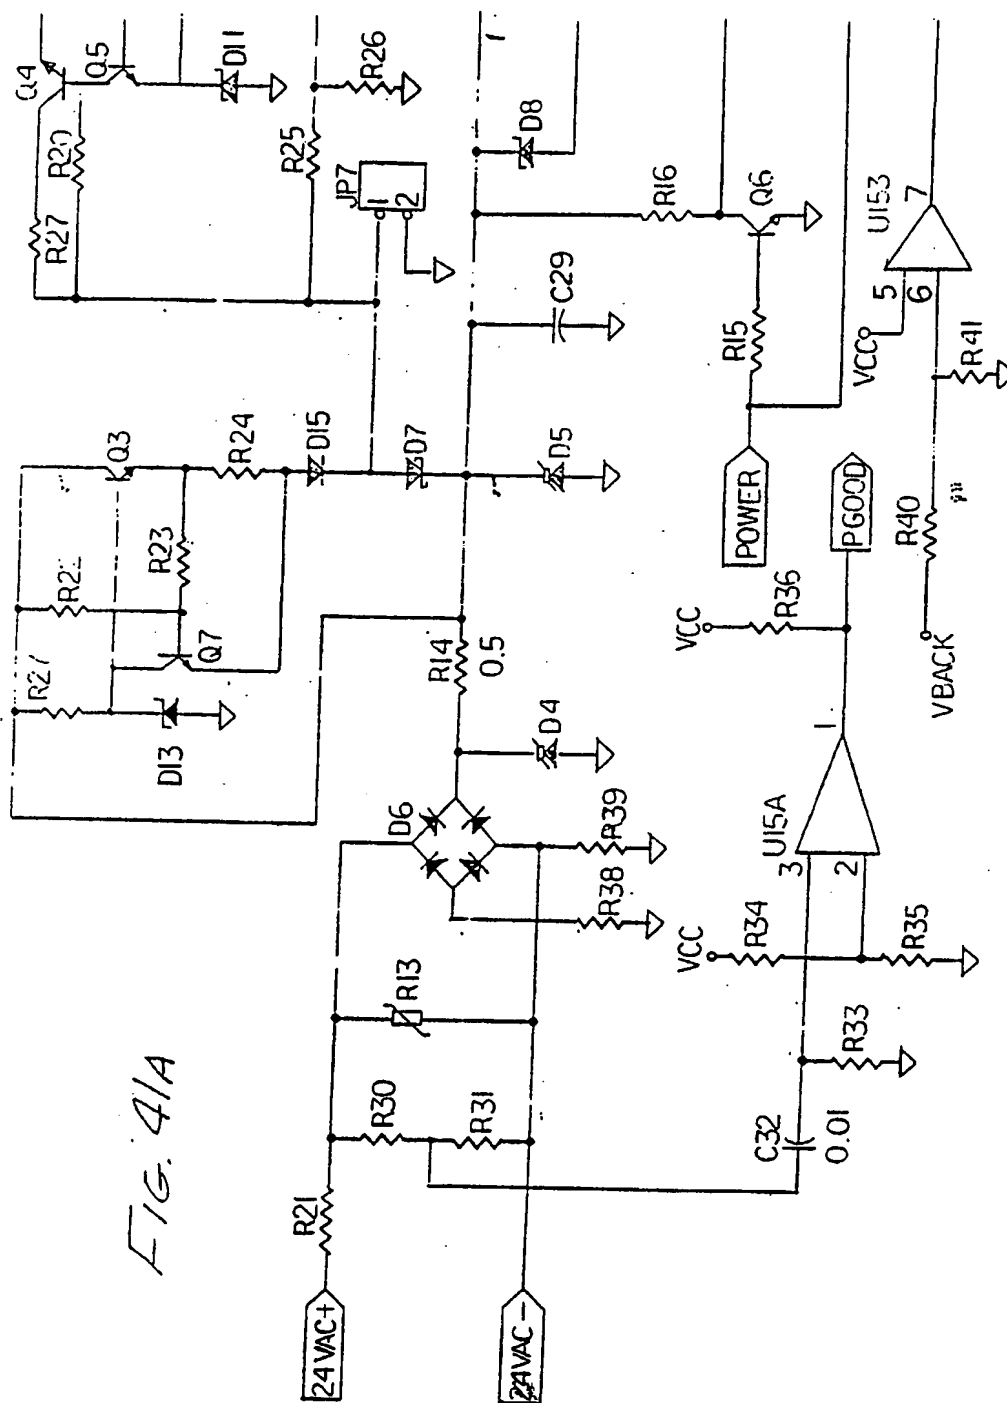 FIG. 41A
Q4
Q5
D11
R27
R20
R25
R26
JP7
1
2
Q3
R24
D15
D7
D5
D8
1
R23
Q7
D13
R14
0.5
C29
R16
Q6
R15
POWER
D6
D4
R39
R38
R13
R21
R30
R31
24VAC+
24VAC-
C32
0.01
R33
VCC
R34
R35
3
2
U15A
1
VCC
R36
PGOOD
VCC
5
6
U153
7
R41
R40
VBACK